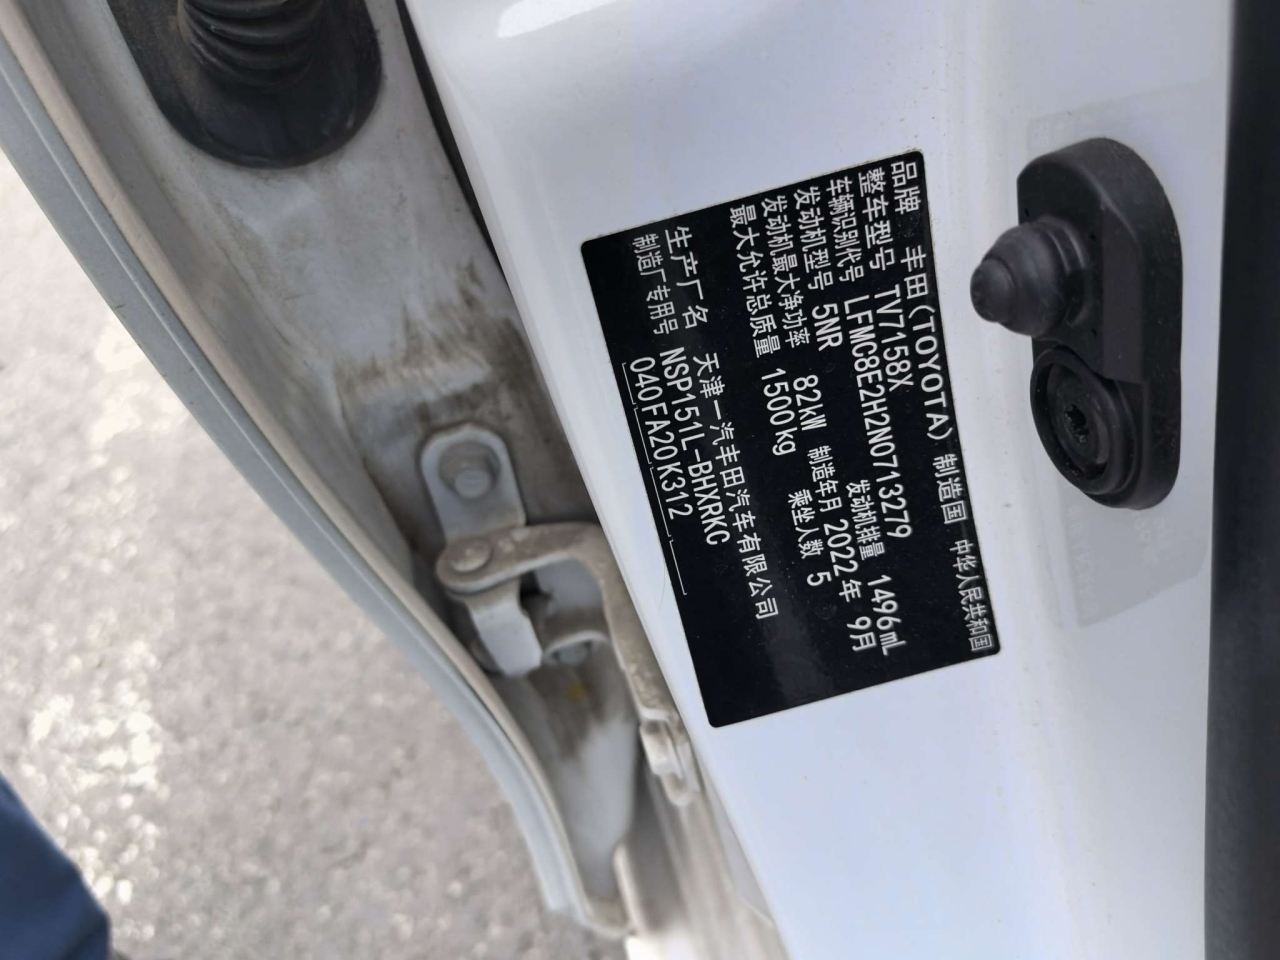 品牌 丰田(TOYOTA) 制造国 中华人民共和国
整车型号 TV7158X
车辆识别代号 LFMC8E2H2N0713279
发动机型号 5NR 发动机排量 1496mL
发动机最大净功率 82kW 制造年月 2022年 9月
最大允许总质量 1500kg 乘坐人数 5
生产厂名 天津一汽丰田汽车有限公司
制造厂专用号 NSP151L-BHXRKC
040FA20K312